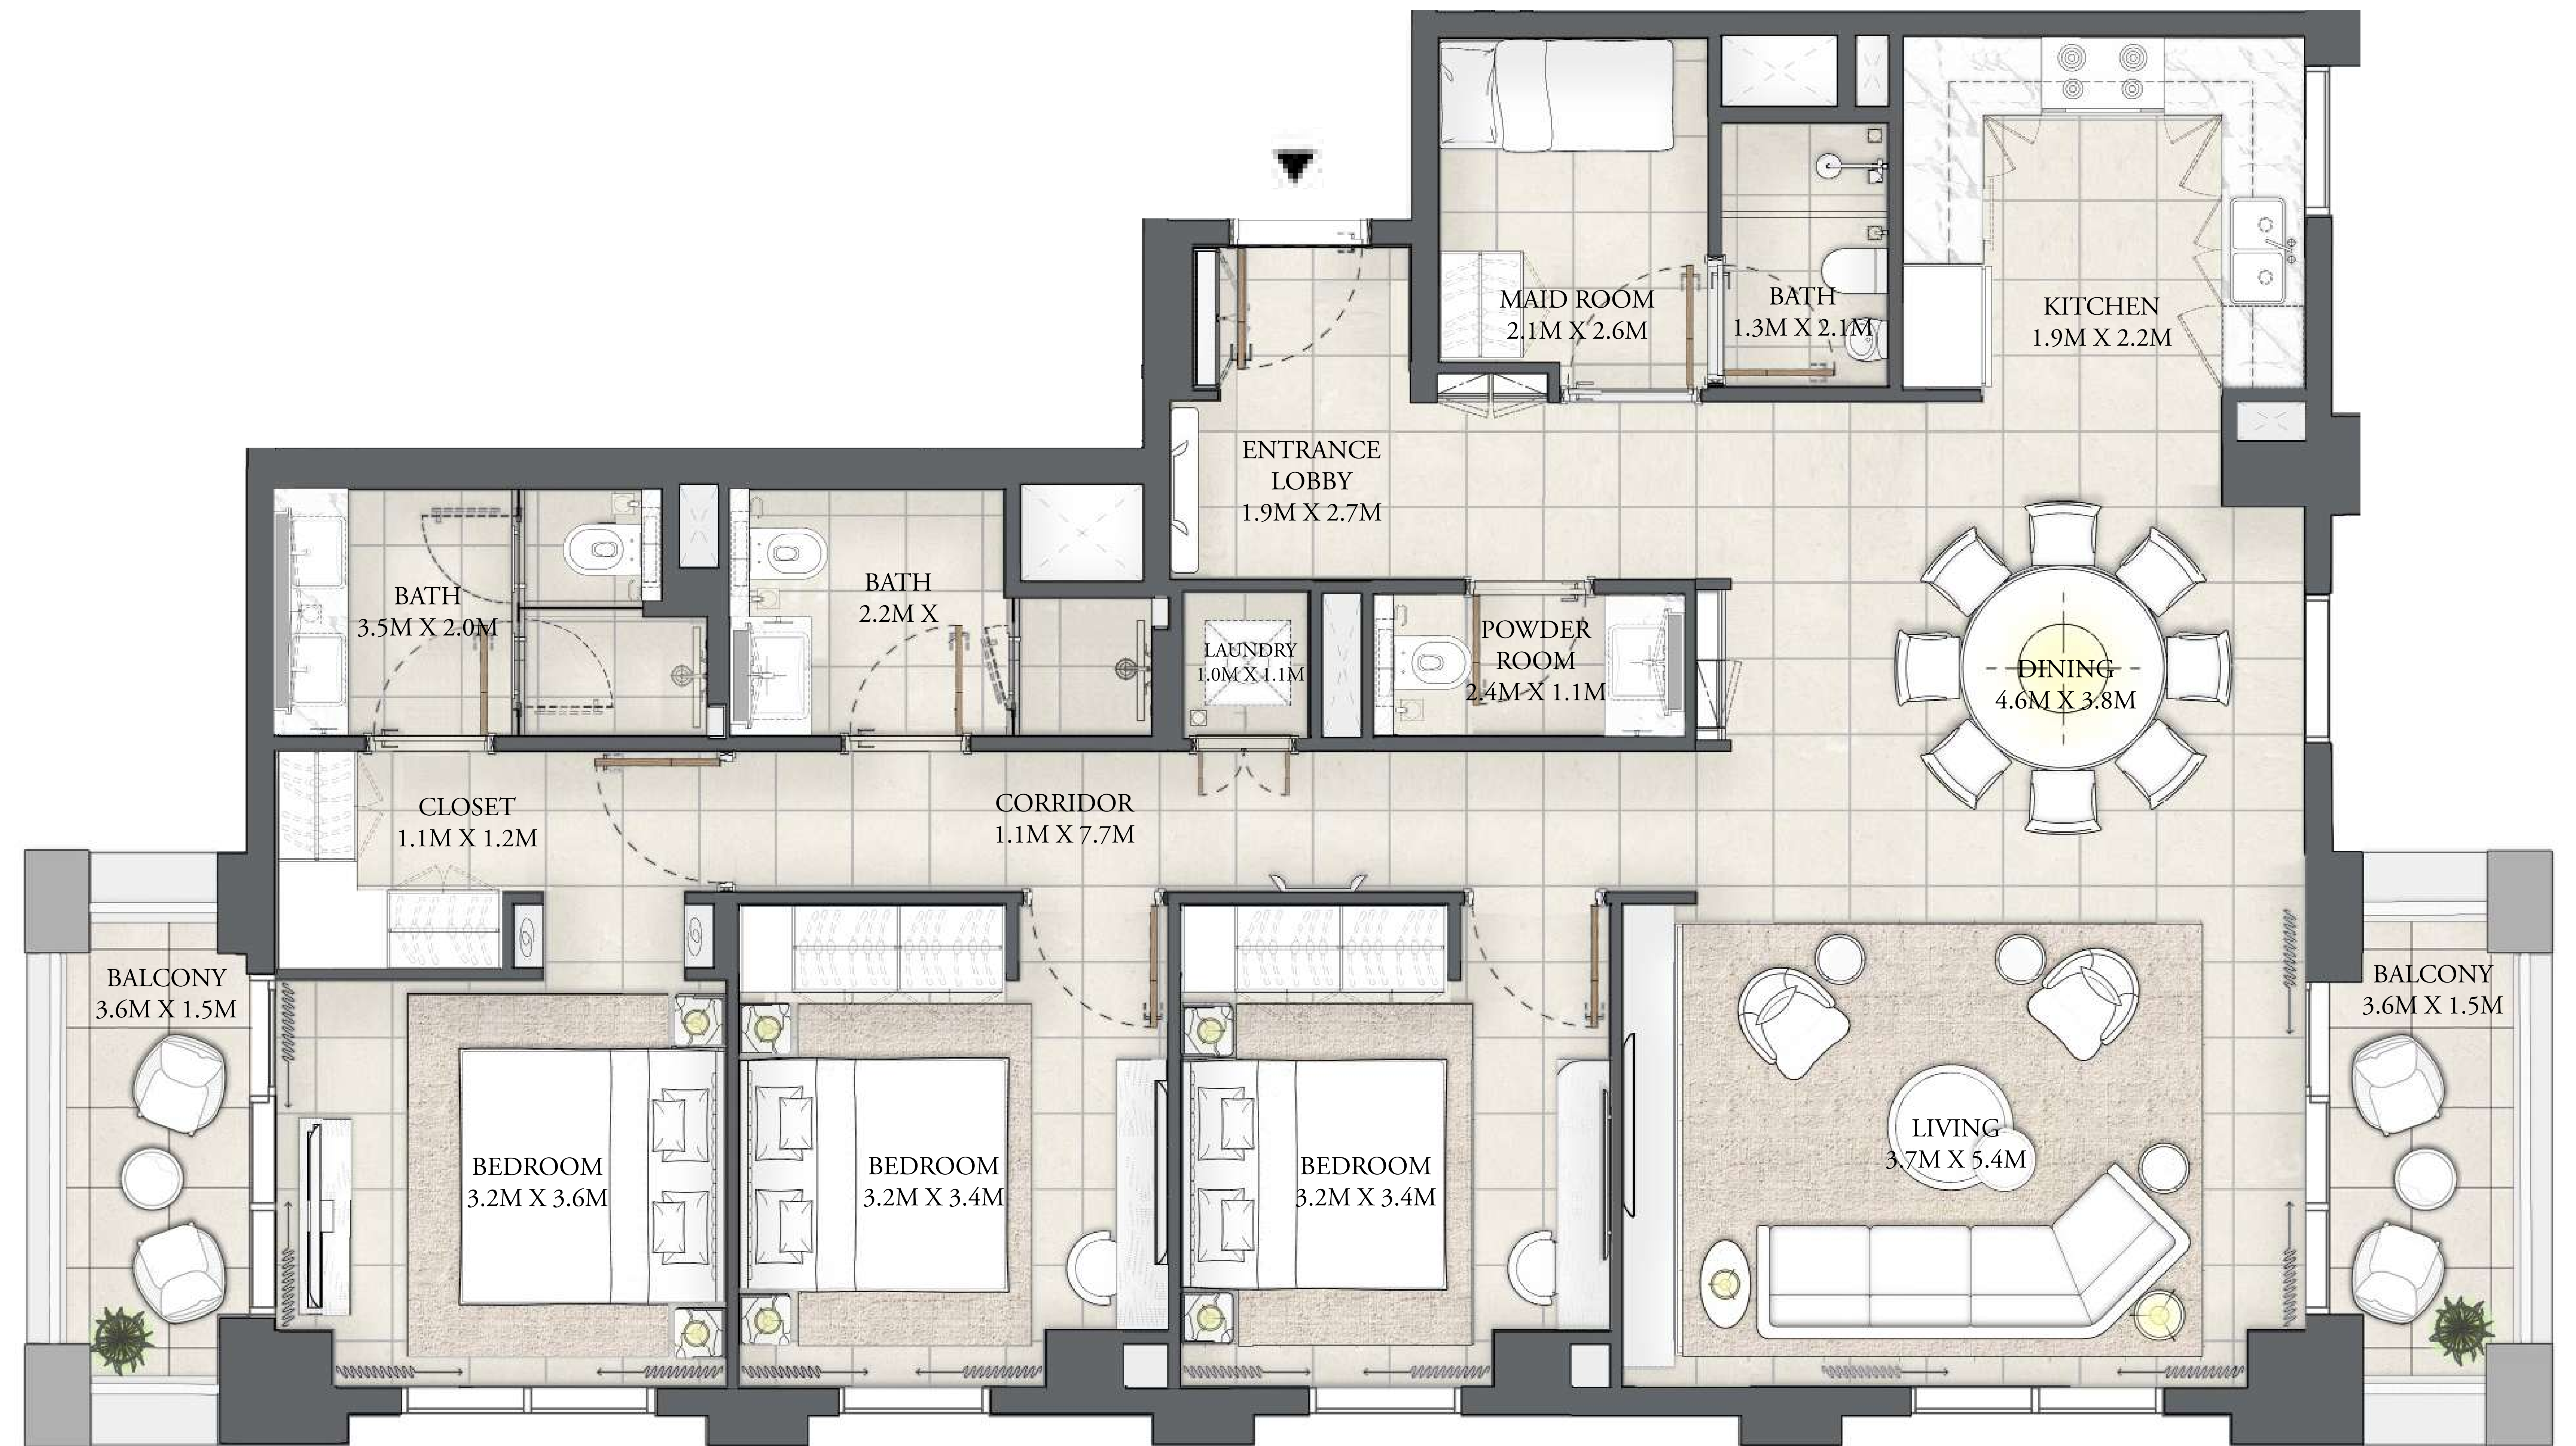 MAID ROOM
2.1M X 2.6M
BATH
1.3M X 2.1M
KITCHEN
1.9M X 2.2M
ENTRANCE
LOBBY
1.9M X 2.7M
BATH
3.5M X 2.0M
BATH
2.2M X
LAUNDRY
1.0M X 1.1M
POWDER
ROOM
2.4M X 1.1M
DINING
4.6M X 3.8M
CLOSET
1.1M X 1.2M
CORRIDOR
1.1M X 7.7M
BALCONY
3.6M X 1.5M
BEDROOM
3.2M X 3.6M
BEDROOM
3.2M X 3.4M
BEDROOM
3.2M X 3.4M
LIVING
3.7M X 5.4M
BALCONY
3.6M X 1.5M